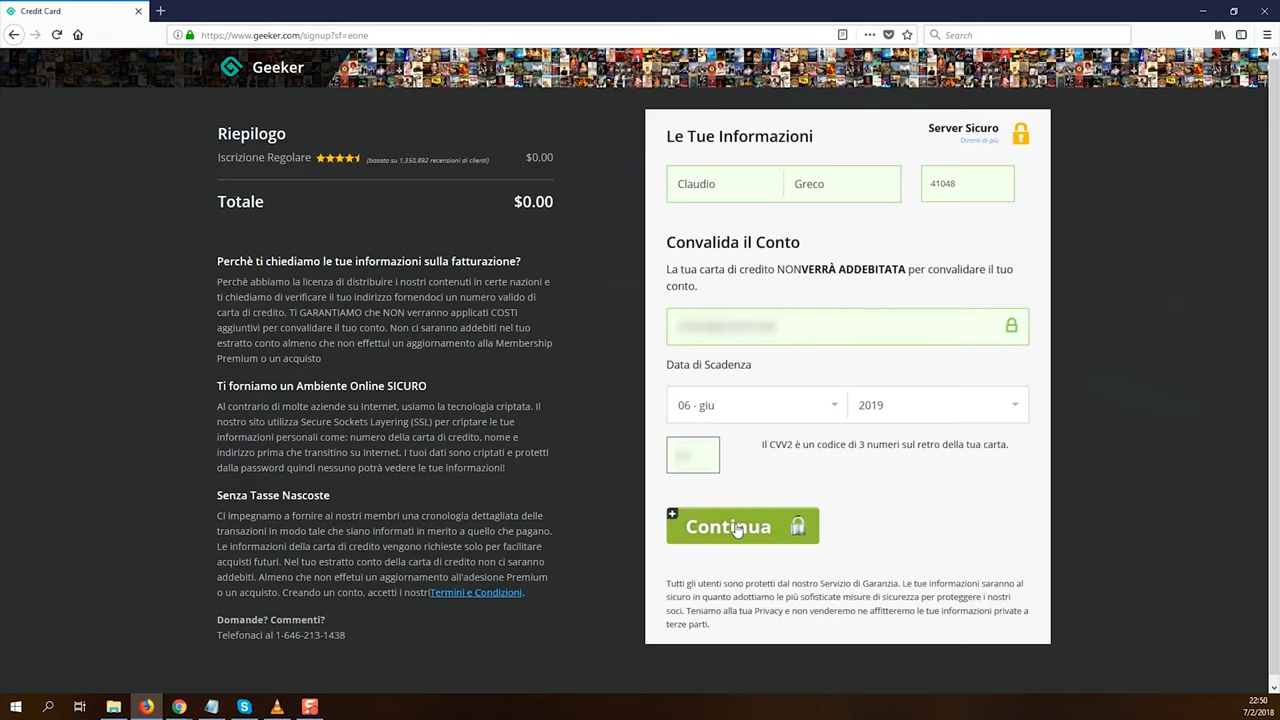 Credit Card
https://www.geeker.com/signup?sf=eone
Search
Geeker
Riepilogo
Iscrizione Regolare (basato su 1,350,892 recensioni di clienti) $0.00
Totale $0.00
Perchè ti chiediamo le tue informazioni sulla fatturazione?
Perchè abbiamo la licenza di distribuire i nostri contenuti in certe nazioni e
ti chiediamo di verificare il tuo indirizzo fornendoci un numero valido di
carta di credito. Ti GARANTIAMO che NON verranno applicati COSTI
aggiuntivi per convalidare il tuo conto. Non ci saranno addebiti nel tuo
estratto conto almeno che non effettui un aggiornamento alla Membership
Premium o un acquisto
Ti forniamo un Ambiente Online SICURO
Al contrario di molte aziende su Internet, usiamo la tecnologia criptata. Il
nostro sito utilizza Secure Sockets Layering (SSL) per criptare le tue
informazioni personali come: numero della carta di credito, nome e
indirizzo prima che transitino su Internet. I tuoi dati sono criptati e protetti
dalla password quindi nessuno potrà vedere le tue informazioni!
Senza Tasse Nascoste
Ci impegnamo a fornire ai nostri membri una cronologia dettagliata delle
transazioni in modo tale che siano informati in merito a quello che pagano.
Le informazioni della carta di credito vengono richieste solo per facilitare
acquisti futuri. Nel tuo estratto conto della carta di credito non ci saranno
addebiti. Almeno che non effetui un aggiornamento all'adesione Premium
o un acquisto. Creando un conto, accetti i nostriTermini e Condizioni.
Domande? Commenti?
Telefonaci al 1-646-213-1438
Le Tue Informazioni
Server Sicuro
Dimmi di più
Claudio Greco 41048
Convalida il Conto
La tua carta di credito NONVERRÀ ADDEBITATA per convalidare il tuo
conto.
Data di Scadenza
06 - giu 2019
Il CVV2 è un codice di 3 numeri sul retro della tua carta.
Continua
Tutti gli utenti sono protetti dal nostro Servizio di Garanzia. Le tue informazioni saranno al
sicuro in quanto adottiamo le più sofisticate misure di sicurezza per proteggere i nostri
soci. Teniamo alla tua Privacy e non venderemo ne affitteremo le tue informazioni private a
terze parti.
22:50
7/2/2018